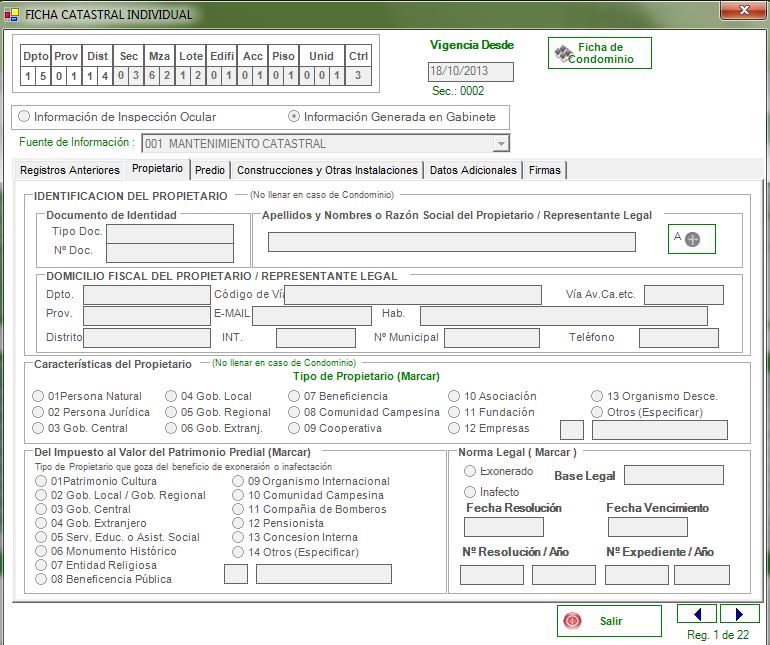 FICHA CATASTRAL INDIVIDUAL
Dpto Prov Dist Sec Mza Lote Edifi Acc Piso Unid Ctrl
1 5 0 1 1 4 0 3 6 2 1 2 0 1 0 1 0 1 0 0 1 3
Vigencia Desde
18/10/2013
Sec.: 0002
Ficha de
Condominio
Información de Inspección Ocular
Información Generada en Gabinete
Fuente de Información :
001 MANTENIMIENTO CATASTRAL
Registros Anteriores Propietario Predio Construcciones y Otras Instalaciones Datos Adicionales Firmas
IDENTIFICACION DEL PROPIETARIO (No llenar en caso de Condominio)
Documento de Identidad
Tipo Doc.
Nº Doc.
Apellidos y Nombres o Razón Social del Propietario / Representante Legal
A
DOMICILIO FISCAL DEL PROPIETARIO / REPRESENTANTE LEGAL
Dpto. Código de Vía Vía Av.Ca.etc.
Prov. E-MAIL Hab.
Distrito INT. Nº Municipal Teléfono
Características del Propietario (No llenar en caso de Condominio)
Tipo de Propietario (Marcar)
01Persona Natural 04 Gob. Local 07 Beneficiencia 10 Asociación 13 Organismo Desce.
02 Persona Jurídica 05 Gob. Regional 08 Comunidad Campesina 11 Fundación Otros (Especificar)
03 Gob. Central 06 Gob. Extranj. 09 Cooperativa 12 Empresas
Del Impuesto al Valor del Patrimonio Predial (Marcar)
Tipo de Propietario que goza del beneficio de exoneraión o inafectación
01Patrimonio Cultura
02 Gob. Local / Gob. Regional
03 Gob. Central
04 Gob. Extranjero
05 Serv. Educ. o Asist. Social
06 Monumento Histórico
07 Entidad Religiosa
08 Beneficencia Pública
09 Organismo Internacional
10 Comunidad Campesina
11 Compañia de Bomberos
12 Pensionista
13 Concesion Interna
14 Otros (Especificar)
Norma Legal ( Marcar )
Exonerado
Inafecto
Base Legal
Fecha Resolución Fecha Vencimiento
Nº Resolución / Año Nº Expediente / Año
Salir
Reg. 1 de 22